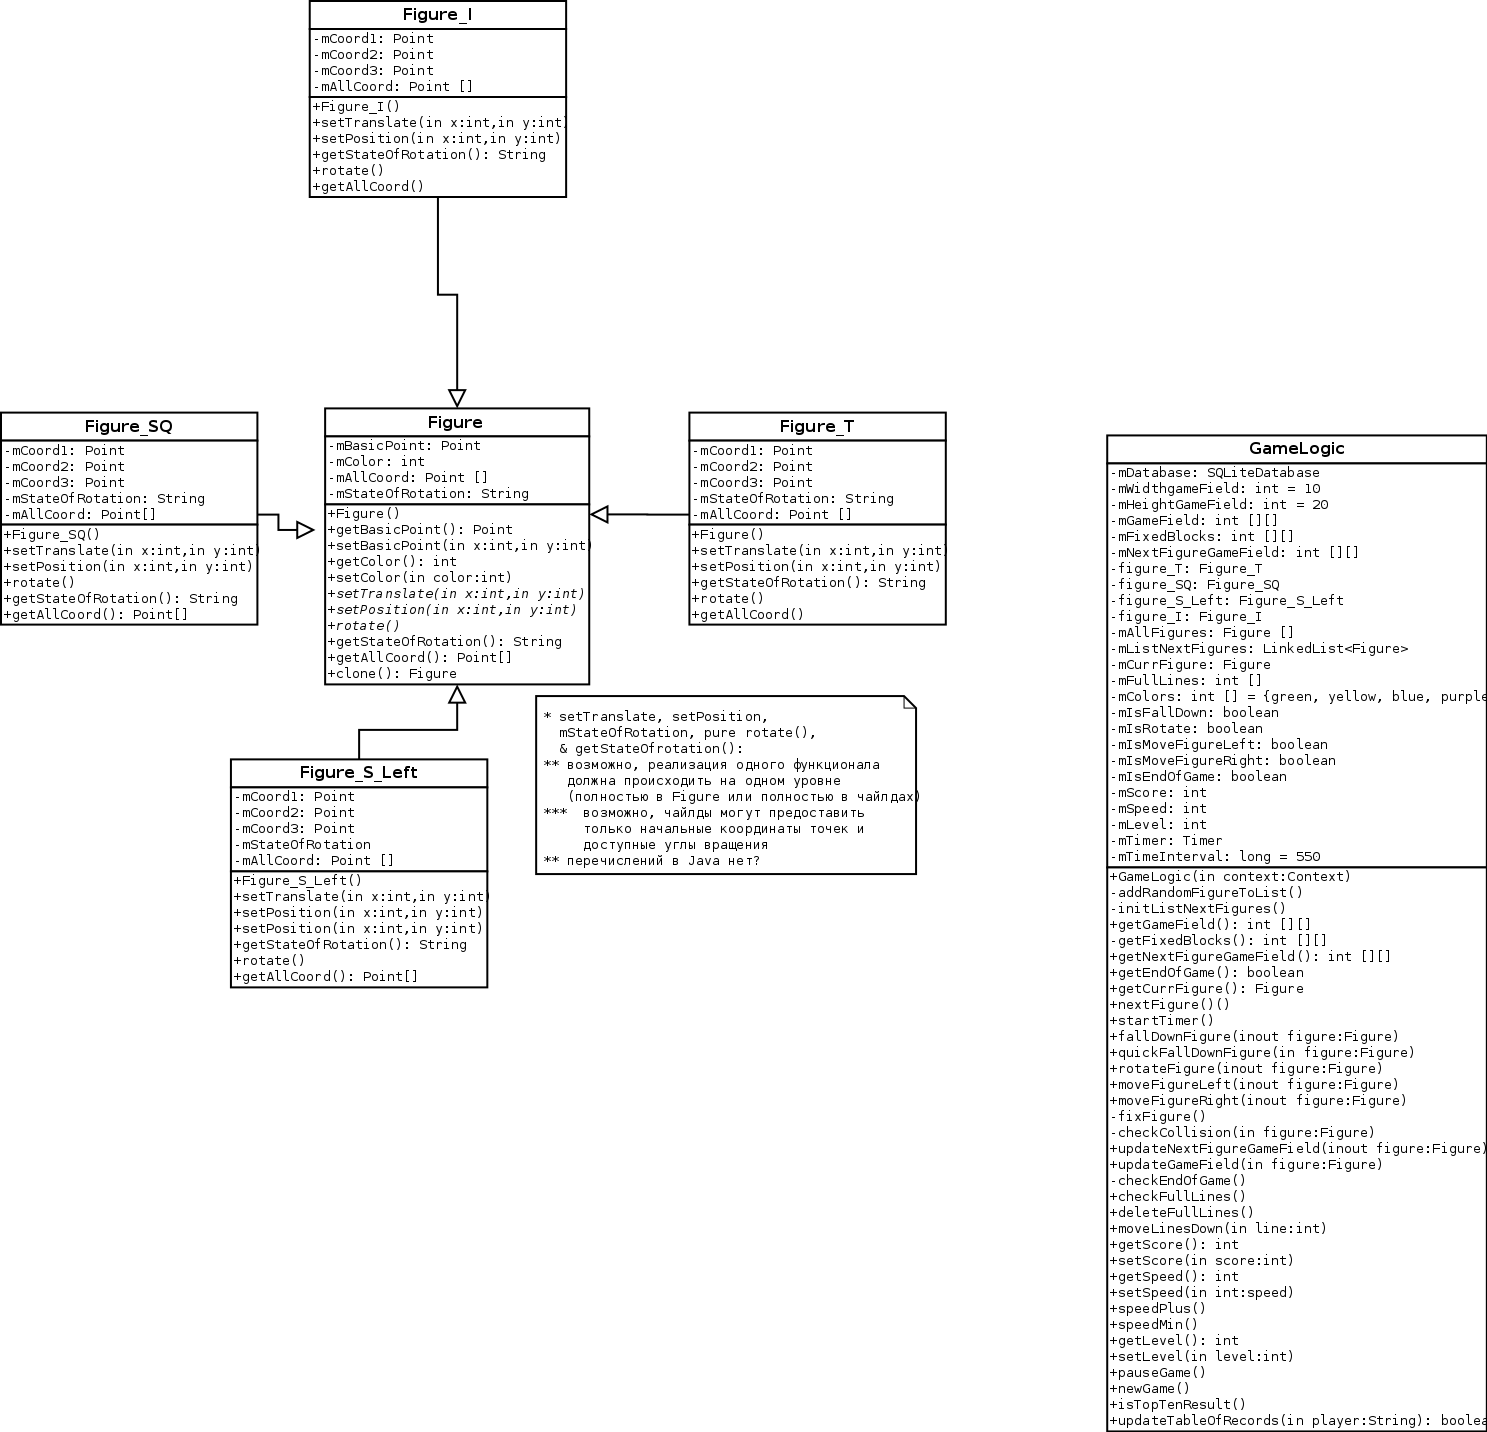 Figure_I
-mCoord1: Point
-mCoord2: Point
-mCoord3: Point
-mAllCoord: Point []
+Figure_I()
+setTranslate(in x:int,in y:int)
+setPosition(in x:int,in y:int)
+getStateOfRotation(): String
+rotate()
+getAllCoord()
Figure_SQ
-mCoord1: Point
-mCoord2: Point
-mCoord3: Point
-mStateOfRotation: String
-mAllCoord: Point[]
+Figure_SQ()
+setTranslate(in x:int,in y:int)
+setPosition(in x:int,in y:int)
+rotate()
+getStateOfRotation(): String
+getAllCoord(): Point[]
Figure
-mBasicPoint: Point
-mColor: int
-mAllCoord: Point []
-mStateOfRotation: String
+Figure()
+getBasicPoint(): Point
+setBasicPoint(in x:int,in y:int)
+getColor(): int
+setColor(in color:int)
+setTranslate(in x:int,in y:int)
+setPosition(in x:int,in y:int)
+rotate()
+getStateOfRotation(): String
+getAllCoord(): Point[]
+clone(): Figure
Figure_T
-mCoord1: Point
-mCoord2: Point
-mCoord3: Point
-mStateOfRotation: String
-mAllCoord: Point []
+Figure()
+setTranslate(in x:int,in y:int)
+setPosition(in x:int,in y:int)
+getStateOfRotation(): String
+rotate()
+getAllCoord()
* setTranslate, setPosition,
mStateOfRotation, pure rotate(),
& getStateOfrotation():
** возможно, реализация одного функционала
должна происходить на одном уровне
(полностью в Figure или полностью в чайлдах)
*** возможно, чайлды могут предоставить
только начальные координаты точек и
доступные углы вращения
** перечислений в Java нет?
Figure_S_Left
-mCoord1: Point
-mCoord2: Point
-mCoord3: Point
-mStateOfRotation
-mAllCoord: Point []
+Figure_S_Left()
+setTranslate(in x:int,in y:int)
+setPosition(in x:int,in y:int)
+setPosition(in x:int,in y:int)
+getStateOfRotation(): String
+rotate()
+getAllCoord(): Point[]
GameLogic
-mDatabase: SQLiteDatabase
-mWidthgameField: int = 10
-mHeightGameField: int = 20
-mGameField: int [][]
-mFixedBlocks: int [][]
-mNextFigureGameField: int [][]
-figure_T: Figure_T
-figure_SQ: Figure_SQ
-figure_S_Left: Figure_S_Left
-figure_I: Figure_I
-mAllFigures: Figure []
-mListNextFigures: LinkedList<Figure>
-mCurrFigure: Figure
-mFullLines: int []
-mColors: int [] = {green, yellow, blue, purple
-mIsFallDown: boolean
-mIsRotate: boolean
-mIsMoveFigureLeft: boolean
-mIsMoveFigureRight: boolean
-mIsEndOfGame: boolean
-mScore: int
-mSpeed: int
-mLevel: int
-mTimer: Timer
-mTimeInterval: long = 550
+GameLogic(in context:Context)
-addRandomFigureToList()
-initListNextFigures()
+getGameField(): int [][]
-getFixedBlocks(): int [][]
+getNextFigureGameField(): int [][]
+getEndOfGame(): boolean
+getCurrFigure(): Figure
+nextFigure()()
+startTimer()
+fallDownFigure(inout figure:Figure)
+quickFallDownFigure(in figure:Figure)
+rotateFigure(inout figure:Figure)
+moveFigureLeft(inout figure:Figure)
+moveFigureRight(inout figure:Figure)
-fixFigure()
-checkCollision(in figure:Figure)
+updateNextFigureGameField(inout figure:Figure)
+updateGameField(in figure:Figure)
-checkEndOfGame()
+checkFullLines()
+deleteFullLines()
+moveLinesDown(in line:int)
+getScore(): int
+setScore(in score:int)
+getSpeed(): int
+setSpeed(in int:speed)
+speedPlus()
+speedMin()
+getLevel(): int
+setLevel(in level:int)
+pauseGame()
+newGame()
+isTopTenResult()
+updateTableOfRecords(in player:String): boolea